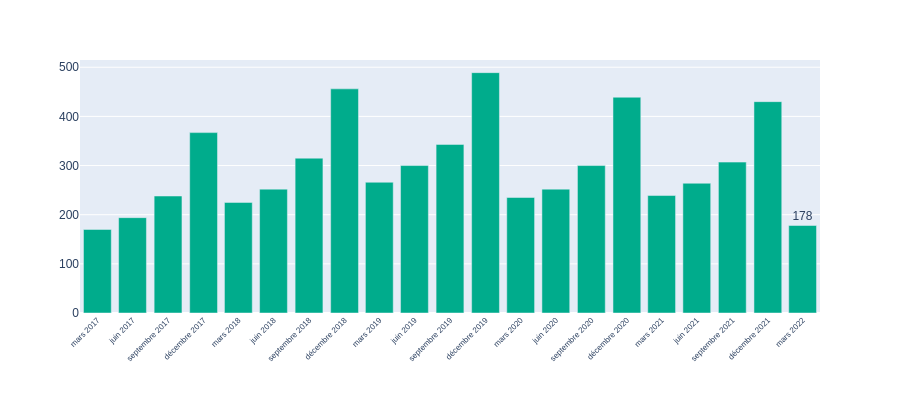 500
400
300
200
100
0
178
mars 2017
juin 2017
septembre 2017
décembre 2017
mars 2018
juin 2018
septembre 2018
décembre 2018
mars 2019
juin 2019
septembre 2019
décembre 2019
mars 2020
juin 2020
septembre 2020
décembre 2020
mars 2021
juin 2021
septembre 2021
décembre 2021
mars 2022